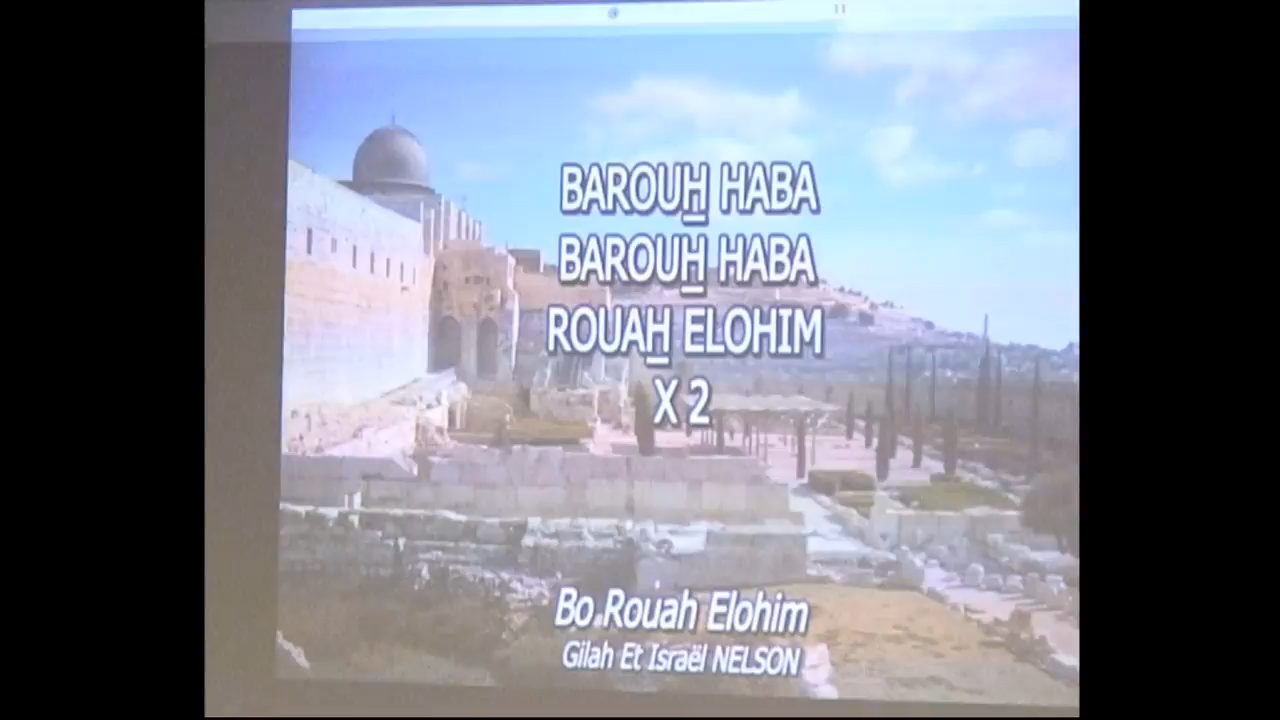 BAROUH̲ HABA
BAROUH̲ HABA
ROUAH̲ ELOHIM
X 2
Bo Rouah Elohim
Gilah Et Israël NELSON